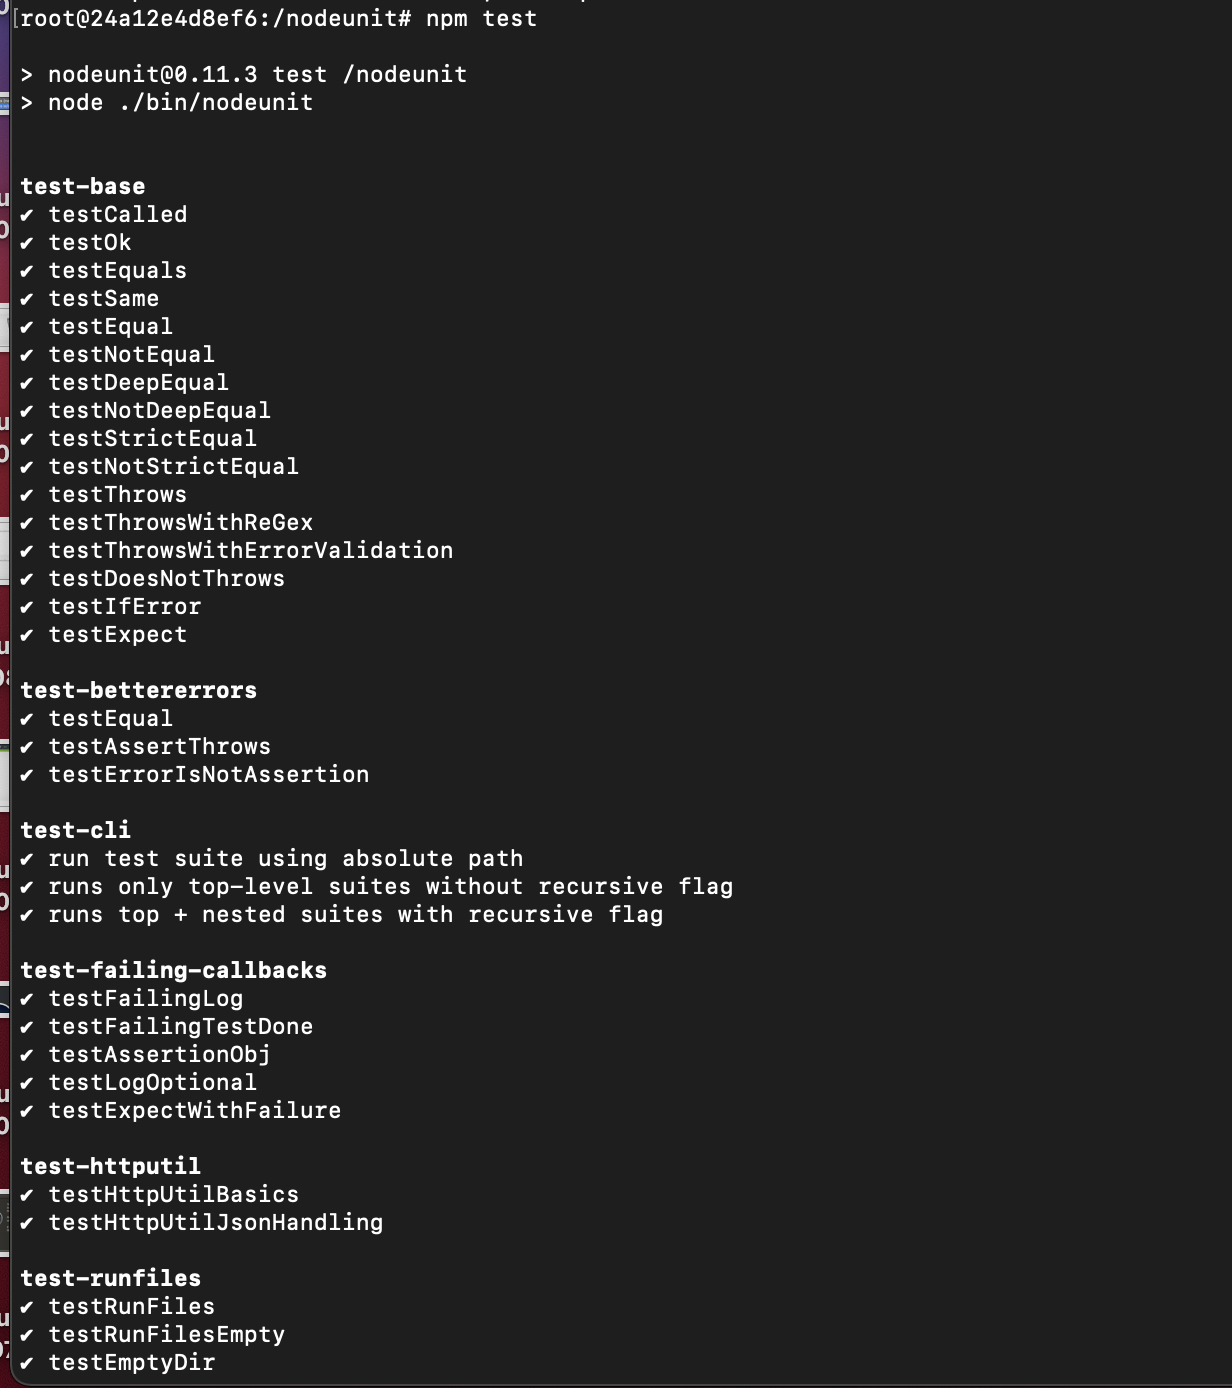 root@24a12e4d8ef6:/nodeunit# npm test
> nodeunit@0.11.3 test /nodeunit
> node ./bin/nodeunit
test-base
✔ testCalled
✔ testOk
✔ testEquals
✔ testSame
✔ testEqual
✔ testNotEqual
✔ testDeepEqual
✔ testNotDeepEqual
✔ testStrictEqual
✔ testNotStrictEqual
✔ testThrows
✔ testThrowsWithReGex
✔ testThrowsWithErrorValidation
✔ testDoesNotThrows
✔ testIfError
✔ testExpect
test-bettererrors
✔ testEqual
✔ testAssertThrows
✔ testErrorIsNotAssertion
test-cli
✔ run test suite using absolute path
✔ runs only top-level suites without recursive flag
✔ runs top + nested suites with recursive flag
test-failing-callbacks
✔ testFailingLog
✔ testFailingTestDone
✔ testAssertionObj
✔ testLogOptional
✔ testExpectWithFailure
test-httputil
✔ testHttpUtilBasics
✔ testHttpUtilJsonHandling
test-runfiles
✔ testRunFiles
✔ testRunFilesEmpty
✔ testEmptyDir